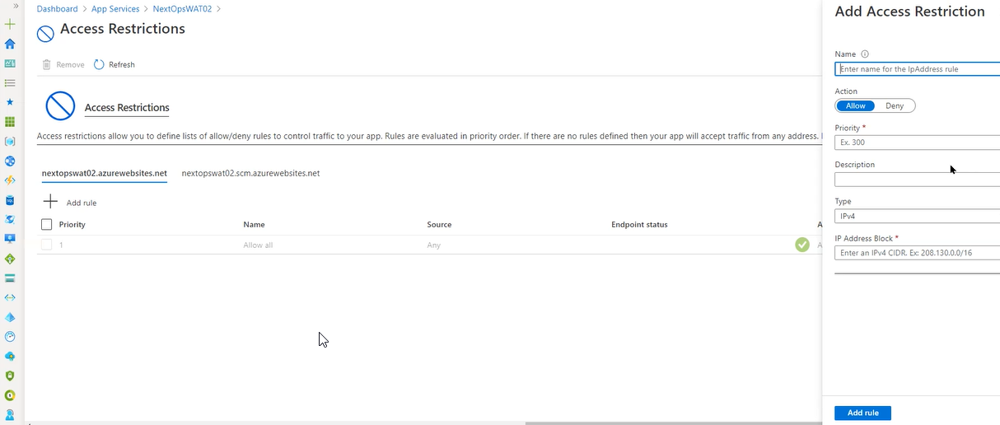 Dashboard > App Services > NextOpsWAT02 >
Access Restrictions
Remove Refresh
Access Restrictions
Access restrictions allow you to define lists of allow/deny rules to control traffic to your app. Rules are evaluated in priority order. If there are no rules defined then your app will accept traffic from any address.
nextopswat02.azurewebsites.net nextopswat02.scm.azurewebsites.net
Add rule
Priority Name Source Endpoint status
1 Allow all Any
Add Access Restriction
Name
Enter name for the IpAddress rule
Action
Allow Deny
Priority *
Ex. 300
Description
Type
IPv4
IP Address Block *
Enter an IPv4 CIDR. Ex: 208.130.0.0/16
Add rule